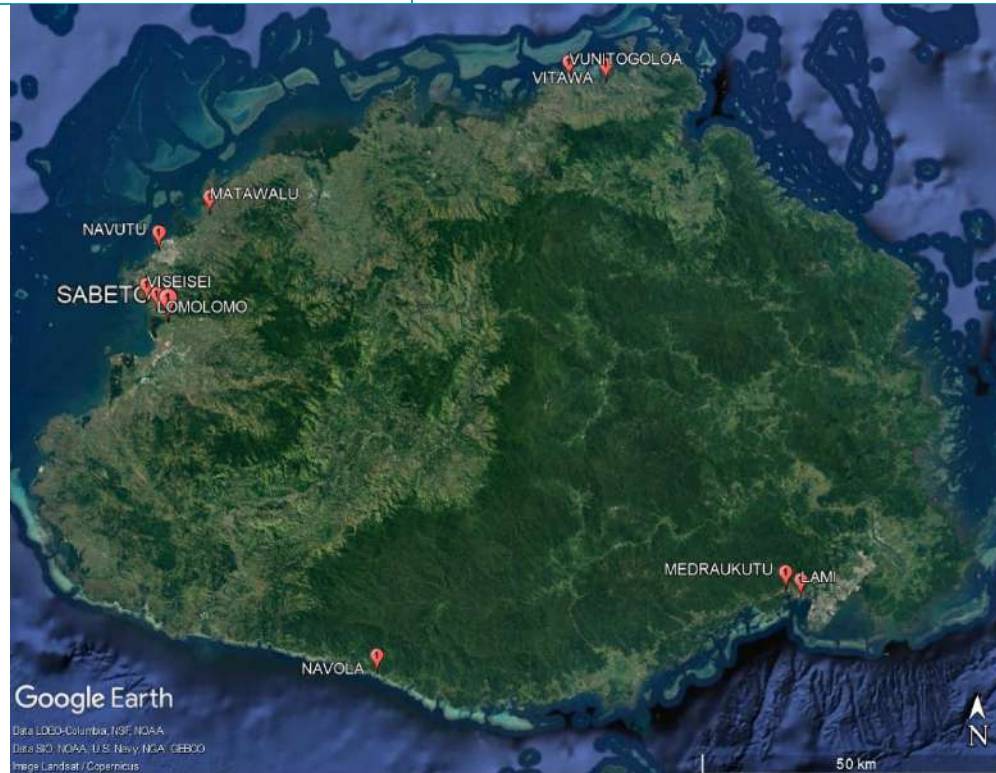 VUNITOGOLOA
VITAWA
MATAWALU
NAVUTU
VISEISEI
SABETO
LOMOLOMO
MEDRAUKUTU
LAMI
NAVOLA
Google Earth
Data LDEO-Columbia, NSF, NOAA
Data SIO, NOAA, U.S. Navy, NGA, GEBCO
Image Landsat / Copernicus
N
50 km